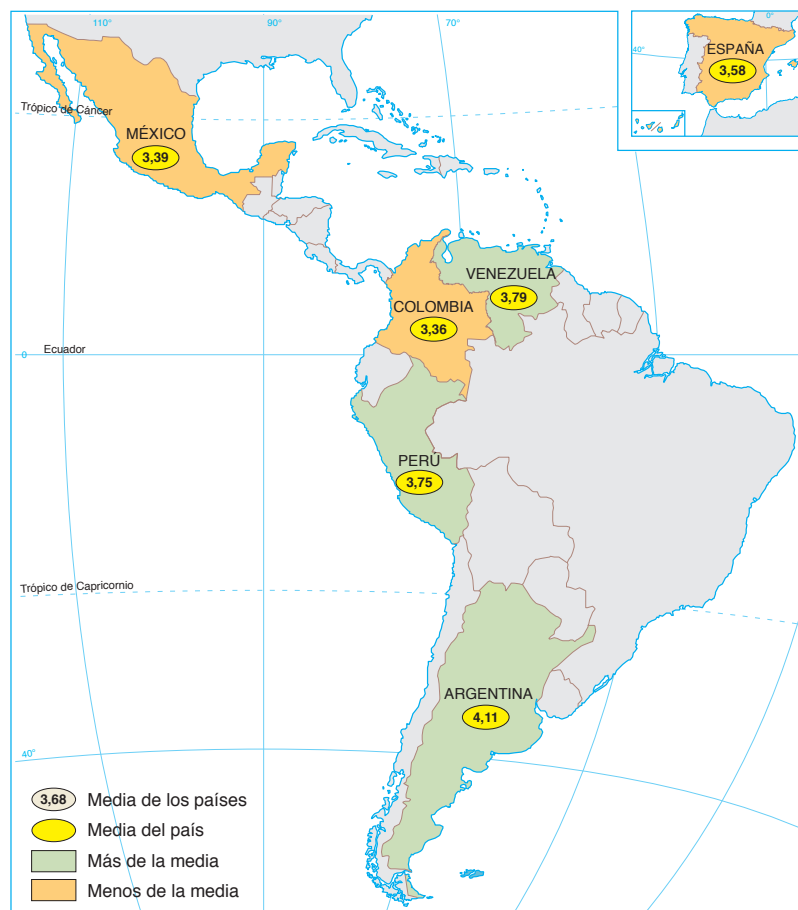 110°
90°
70°
0°
40°
ESPAÑA
3,58
Trópico de Cáncer
MÉXICO
3,39
VENEZUELA
3,79
COLOMBIA
3,36
Ecuador
0
PERÚ
3,75
Trópico de Capricornio
ARGENTINA
4,11
40°
3,68 Media de los países
Media del país
Más de la media
Menos de la media